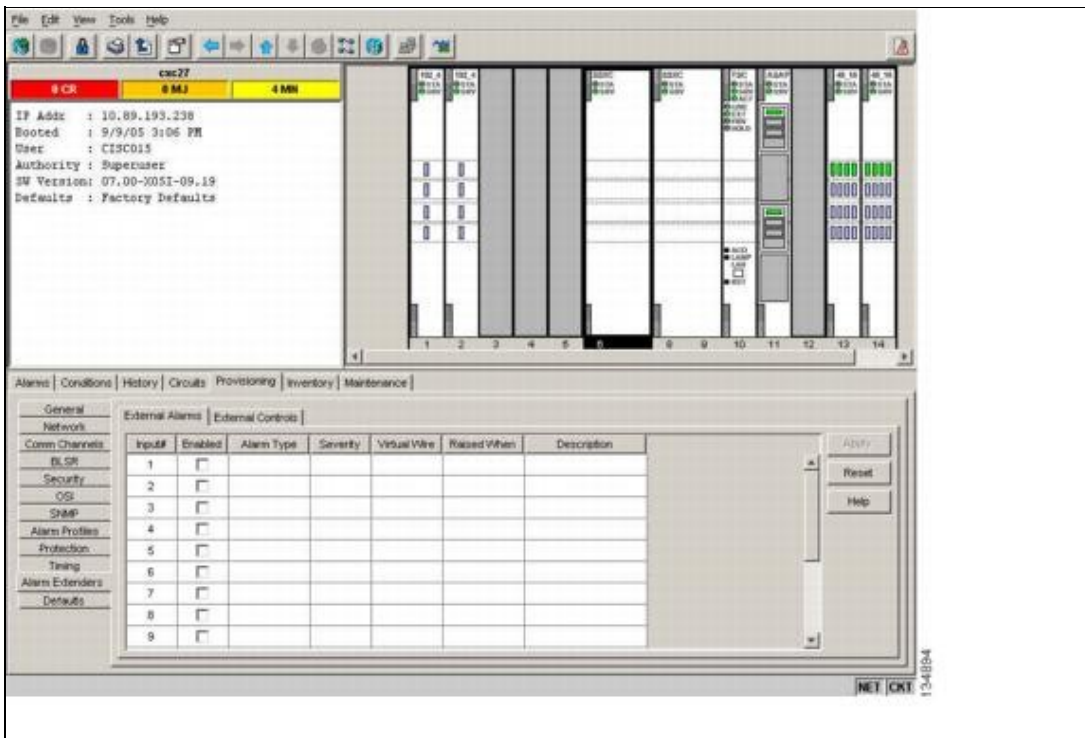 File Edit View Tools Help
cxc27
0 CR 0 MJ 4 MN
IP Addr : 10.89.193.238
Booted : 9/9/05 3:06 PM
User : CISCO15
Authority : Superuser
SW Version: 07.00-X05I-09.19
Defaults : Factory Defaults
1 2 3 4 5 6 8 9 10 11 12 13 14
Alarms Conditions History Circuits Provisioning Inventory Maintenance
General
Network
Comm Channels
BLSR
Security
OSI
SNMP
Alarm Profiles
Protection
Timing
Alarm Extenders
Defaults
External Alarms External Controls
Input# Enabled Alarm Type Severity Virtual Wire Raised When Description
1
2
3
4
5
6
7
8
9
Apply
Reset
Help
NET CKT
134894